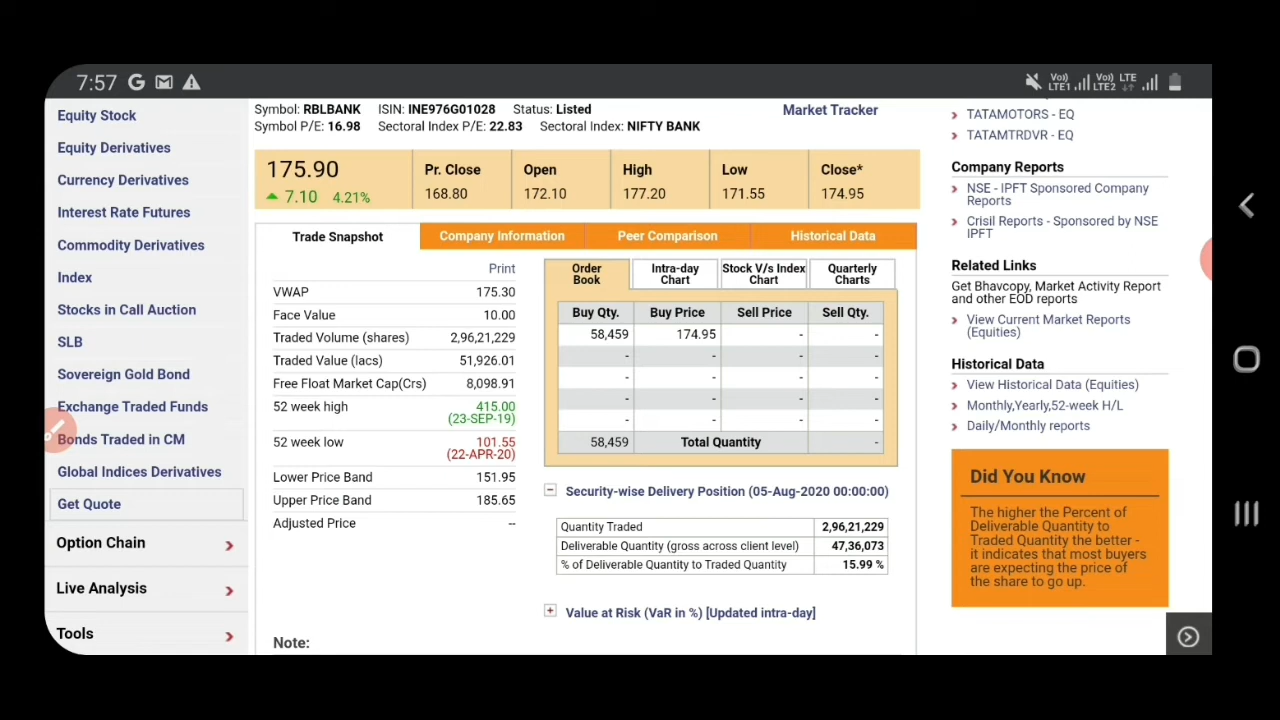 7:57
LTE1 LTE2 LTE
Equity Stock
Equity Derivatives
Currency Derivatives
Interest Rate Futures
Commodity Derivatives
Index
Stocks in Call Auction
SLB
Sovereign Gold Bond
Exchange Traded Funds
Bonds Traded in CM
Global Indices Derivatives
Get Quote
Option Chain
Live Analysis
Tools
Symbol: RBLBANK ISIN: INE976G01028 Status: Listed
Symbol P/E: 16.98 Sectoral Index P/E: 22.83 Sectoral Index: NIFTY BANK
Market Tracker
175.90 Pr. Close Open High Low Close*
7.10 4.21% 168.80 172.10 177.20 171.55 174.95
Trade Snapshot Company Information Peer Comparison Historical Data
Print
VWAP 175.30
Face Value 10.00
Traded Volume (shares) 2,96,21,229
Traded Value (lacs) 51,926.01
Free Float Market Cap(Crs) 8,098.91
52 week high 415.00
(23-SEP-19)
52 week low 101.55
(22-APR-20)
Lower Price Band 151.95
Upper Price Band 185.65
Adjusted Price --
Note:
Order Book
Intra-day Chart
Stock V/s Index Chart
Quarterly Charts
Buy Qty. Buy Price Sell Price Sell Qty.
58,459 174.95 - -
- - - -
- - - -
- - - -
- - - -
58,459 Total Quantity -
Security-wise Delivery Position (05-Aug-2020 00:00:00)
Quantity Traded 2,96,21,229
Deliverable Quantity (gross across client level) 47,36,073
% of Deliverable Quantity to Traded Quantity 15.99 %
Value at Risk (VaR in %) [Updated intra-day]
TATAMOTORS - EQ
TATAMTRDVR - EQ
Company Reports
NSE - IPFT Sponsored Company
Reports
Crisil Reports - Sponsored by NSE
IPFT
Related Links
Get Bhavcopy, Market Activity Report
and other EOD reports
View Current Market Reports
(Equities)
Historical Data
View Historical Data (Equities)
Monthly,Yearly,52-week H/L
Daily/Monthly reports
Did You Know
The higher the Percent of
Deliverable Quantity to
Traded Quantity the better -
it indicates that most buyers
are expecting the price of
the share to go up.